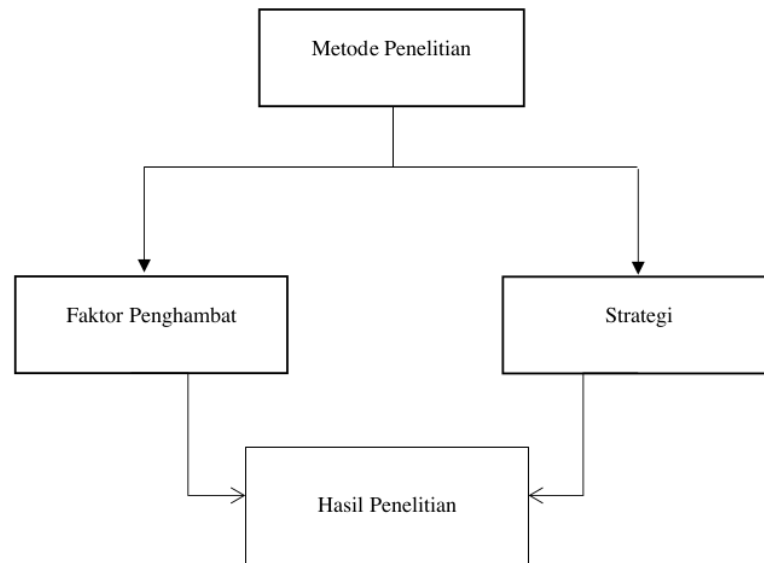 Metode Penelitian
Faktor Penghambat
Strategi
Hasil Penelitian